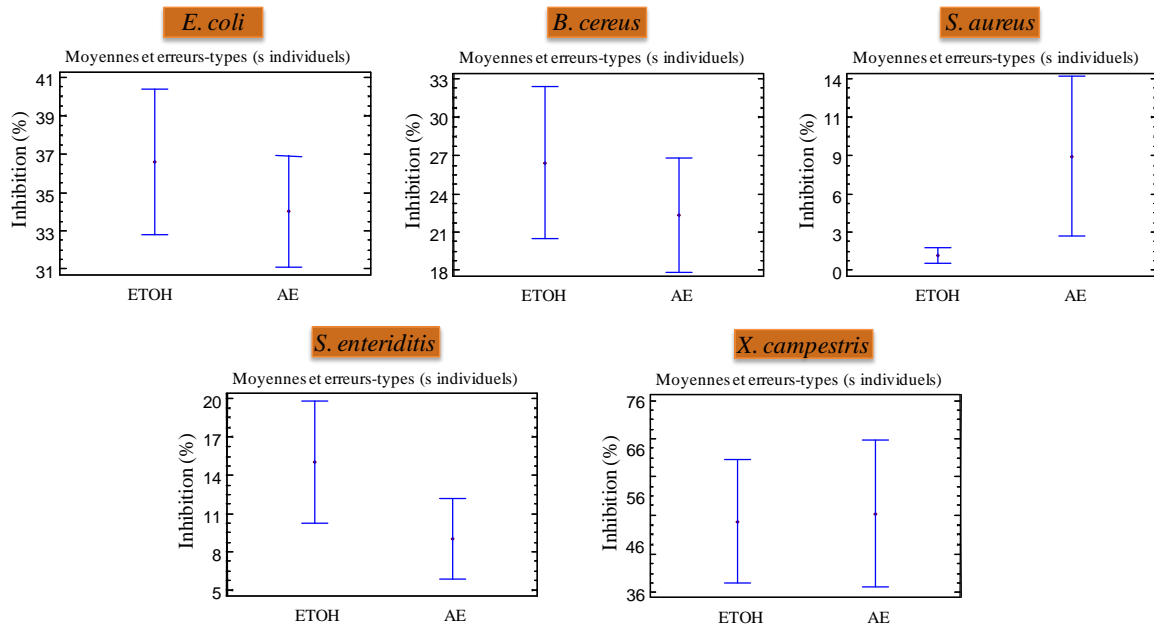 E. coli
Moyennes et erreurs-types (s individuels)
Inhibition (%)
41
39
37
35
33
31
ETOH
AE
B. cereus
Moyennes et erreurs-types (s individuels)
Inhibition (%)
33
30
27
24
21
18
ETOH
AE
S. aureus
Moyennes et erreurs-types (s individuels)
Inhibition (%)
14
11
9
6
3
0
ETOH
AE
S. enteriditis
Moyennes et erreurs-types (s individuels)
Inhibition (%)
20
17
14
11
8
5
ETOH
AE
X. campestris
Moyennes et erreurs-types (s individuels)
Inhibition (%)
76
66
56
46
36
ETOH
AE